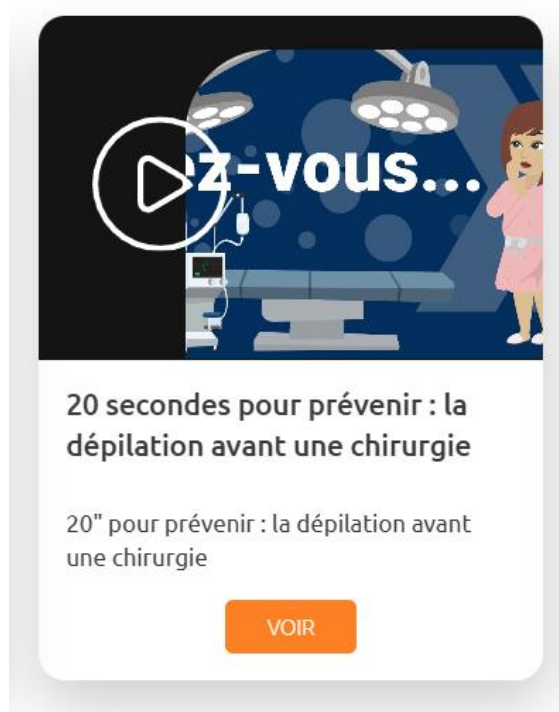 ez-vous...
20 secondes pour prévenir : la
dépilation avant une chirurgie
20" pour prévenir : la dépilation avant
une chirurgie
VOIR